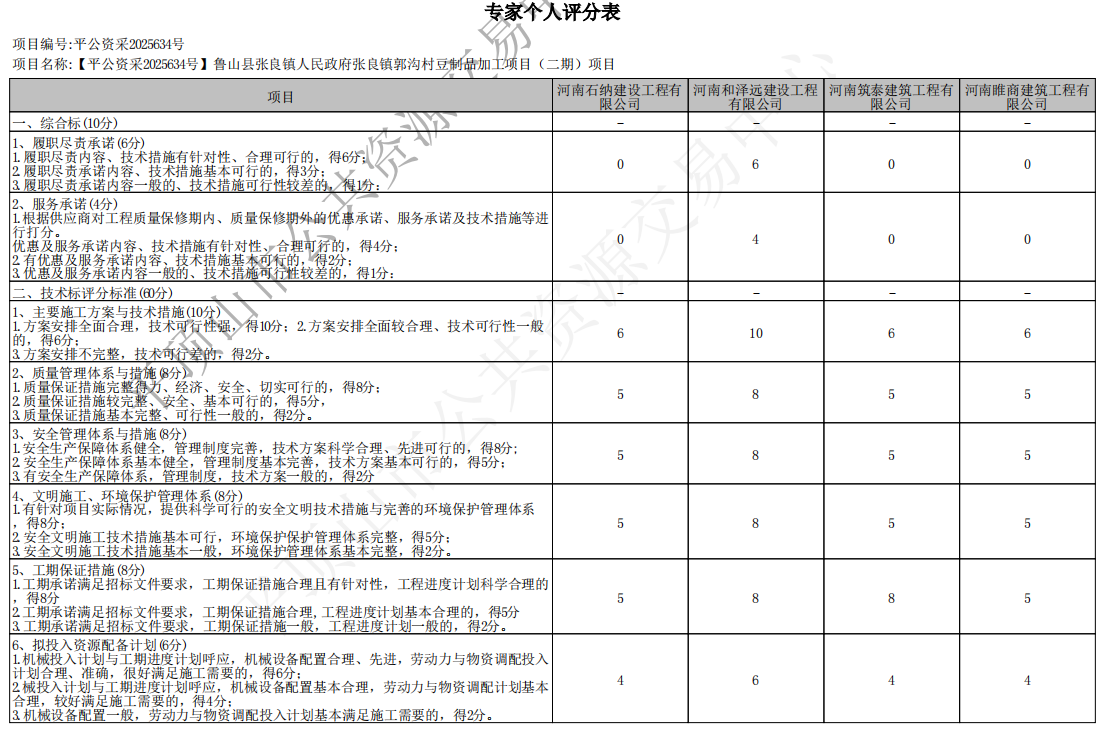 专家个人评分表
项目编号:平公资采2025634号
项目名称:【平公资采2025634号】鲁山县张良镇人民政府张良镇郭沟村豆制品加工项目（二期）项目
项目 河南石纳建设工程有限公司 河南和泽远建设工程有限公司 河南筑泰建筑工程有限公司 河南睢商建筑工程有限公司
一、综合标(10分) - - - -
1、履职尽责承诺(6分)
1.履职尽责内容、技术措施有针对性、合理可行的，得6分；
2.履职尽责承诺内容、技术措施基本可行的，得3分；
3.履职尽责承诺内容一般的、技术措施可行性较差的，得1分：
0 6 0 0
2、服务承诺(4分)
1.根据供应商对工程质量保修期内、质量保修期外的优惠承诺、服务承诺及技术措施等进
行打分。
优惠及服务承诺内容、技术措施有针对性、合理可行的，得4分；
2.有优惠及服务承诺内容、技术措施基本可行的，得2分；
3.优惠及服务承诺内容一般的、技术措施可行性较差的，得1分：
0 4 0 0
二、技术标评分标准(60分) - - - -
1、主要施工方案与技术措施(10分)
1.方案安排全面合理，技术可行性强，得10分；2.方案安排全面较合理、技术可行性一般
的，得6分；
3.方案安排不完整，技术可行差的，得2分。
6 10 6 6
2、质量管理体系与措施(8分)
1.质量保证措施完整得力、经济、安全、切实可行的，得8分；
2.质量保证措施较完整、安全、基本可行的，得5分，
3.质量保证措施基本完整、可行性一般的，得2分。
5 8 5 5
3、安全管理体系与措施(8分)
1.安全生产保障体系健全，管理制度完善，技术方案科学合理、先进可行的，得8分；
2.安全生产保障体系基本健全，管理制度基本完善，技术方案基本可行的，得5分；
3.有安全生产保障体系，管理制度，技术方案一般的，得2分
5 8 5 5
4、文明施工、环境保护管理体系(8分)
1.有针对项目实际情况，提供科学可行的安全文明技术措施与完善的环境保护管理体系
，得8分；
2.安全文明施工技术措施基本可行，环境保护保护管理体系完整，得5分；
3.安全文明施工技术措施基本一般，环境保护管理体系基本完整，得2分。
5 8 5 5
5、工期保证措施(8分)
1.工期承诺满足招标文件要求，工期保证措施合理且有针对性，工程进度计划科学合理的
，得8分
2.工期承诺满足招标文件要求，工期保证措施合理,工程进度计划基本合理的，得5分
3.工期承诺满足招标文件要求，工期保证措施一般，工程进度计划一般的，得2分。
5 8 8 5
6、拟投入资源配备计划(6分)
1.机械投入计划与工期进度计划呼应，机械设备配置合理、先进，劳动力与物资调配投入
计划合理、准确，很好满足施工需要的，得6分；
2.械投入计划与工期进度计划呼应，机械设备配置基本合理，劳动力与物资调配计划基本
合理，较好满足施工需要的，得4分；
3.机械设备配置一般，劳动力与物资调配投入计划基本满足施工需要的，得2分。
4 6 4 4
平顶山市公共资源交易中心
平顶山市公共资源交易中心